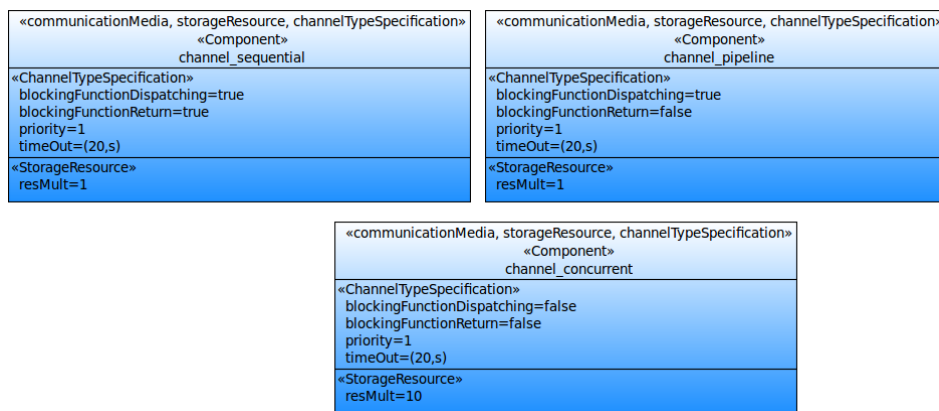 «communicationMedia, storageResource, channelTypeSpecification»
«Component»
channel_sequential
«ChannelTypeSpecification»
blockingFunctionDispatching=true
blockingFunctionReturn=true
priority=1
timeOut=(20,s)
«StorageResource»
resMult=1
«communicationMedia, storageResource, channelTypeSpecification»
«Component»
channel_pipeline
«ChannelTypeSpecification»
blockingFunctionDispatching=true
blockingFunctionReturn=false
priority=1
timeOut=(20,s)
«StorageResource»
resMult=1
«communicationMedia, storageResource, channelTypeSpecification»
«Component»
channel_concurrent
«ChannelTypeSpecification»
blockingFunctionDispatching=false
blockingFunctionReturn=false
priority=1
timeOut=(20,s)
«StorageResource»
resMult=10